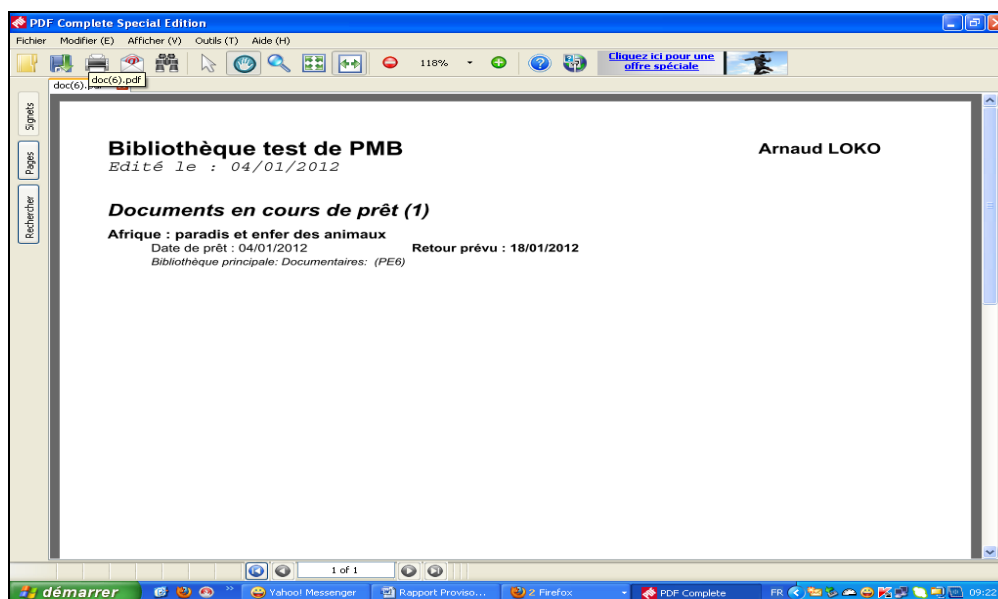 PDF Complete Special Edition
Fichier Modifier (E) Afficher (V) Outils (T) Aide (H)
118%
Cliquez ici pour une
offre spéciale
doc(6).pdf
Signets
Pages
Rechercher
Bibliothèque test de PMB
Arnaud LOKO
Edité le : 04/01/2012
Documents en cours de prêt (1)
Afrique : paradis et enfer des animaux
Date de prêt : 04/01/2012 Retour prévu : 18/01/2012
Bibliothèque principale: Documentaires: (PE6)
1 of 1
démarrer
Yahoo! Messenger
Rapport Proviso...
2 Firefox
PDF Complete
FR
09:22